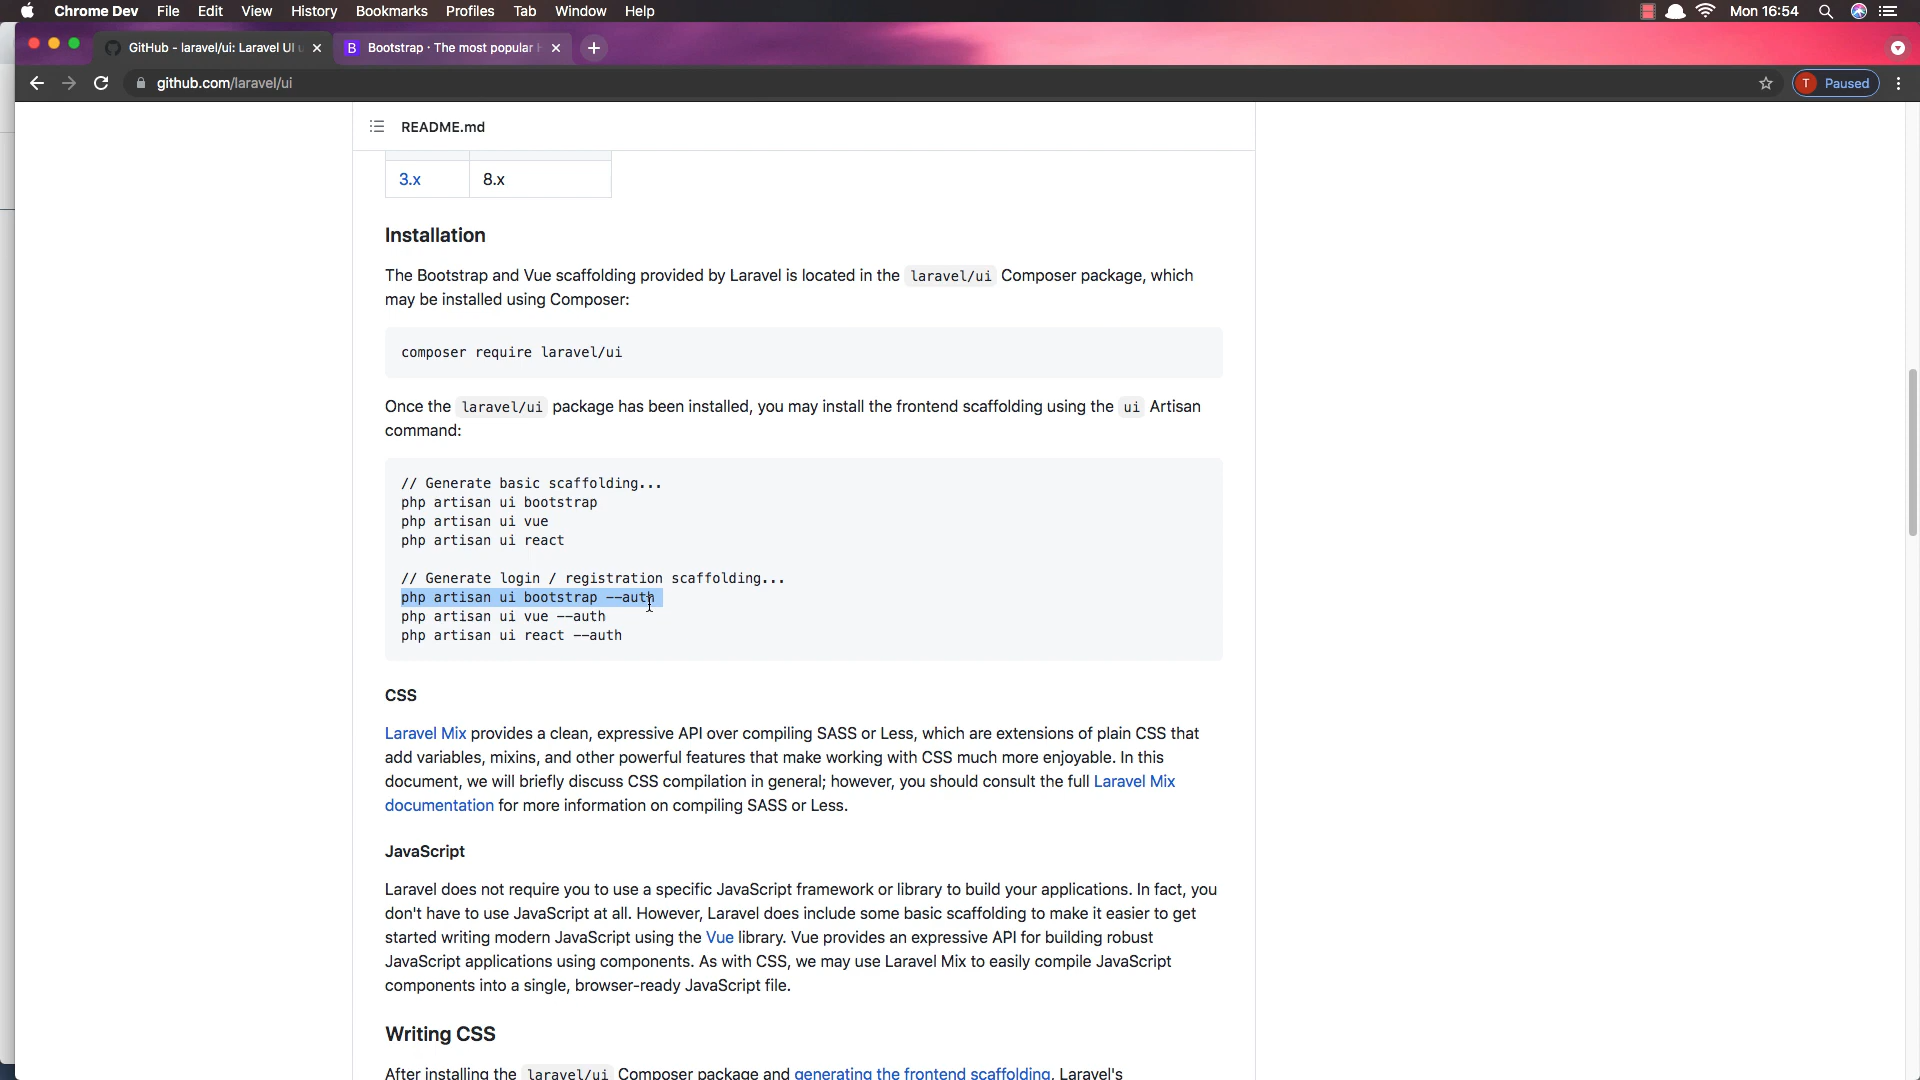 Chrome Dev File Edit View History Bookmarks Profiles Tab Window Help Mon 16:54
GitHub - laravel/ui: Laravel UI
Bootstrap · The most popular
github.com/laravel/ui
T Paused
README.md
3.x 8.x
Installation
The Bootstrap and Vue scaffolding provided by Laravel is located in the laravel/ui Composer package, which
may be installed using Composer:
composer require laravel/ui
Once the laravel/ui package has been installed, you may install the frontend scaffolding using the ui Artisan
command:
// Generate basic scaffolding...
php artisan ui bootstrap
php artisan ui vue
php artisan ui react
// Generate login / registration scaffolding...
php artisan ui bootstrap --auth
php artisan ui vue --auth
php artisan ui react --auth
CSS
Laravel Mix provides a clean, expressive API over compiling SASS or Less, which are extensions of plain CSS that
add variables, mixins, and other powerful features that make working with CSS much more enjoyable. In this
document, we will briefly discuss CSS compilation in general; however, you should consult the full Laravel Mix
documentation for more information on compiling SASS or Less.
JavaScript
Laravel does not require you to use a specific JavaScript framework or library to build your applications. In fact, you
don't have to use JavaScript at all. However, Laravel does include some basic scaffolding to make it easier to get
started writing modern JavaScript using the Vue library. Vue provides an expressive API for building robust
JavaScript applications using components. As with CSS, we may use Laravel Mix to easily compile JavaScript
components into a single, browser-ready JavaScript file.
Writing CSS
After installing the laravel/ui Composer package and generating the frontend scaffolding, Laravel's